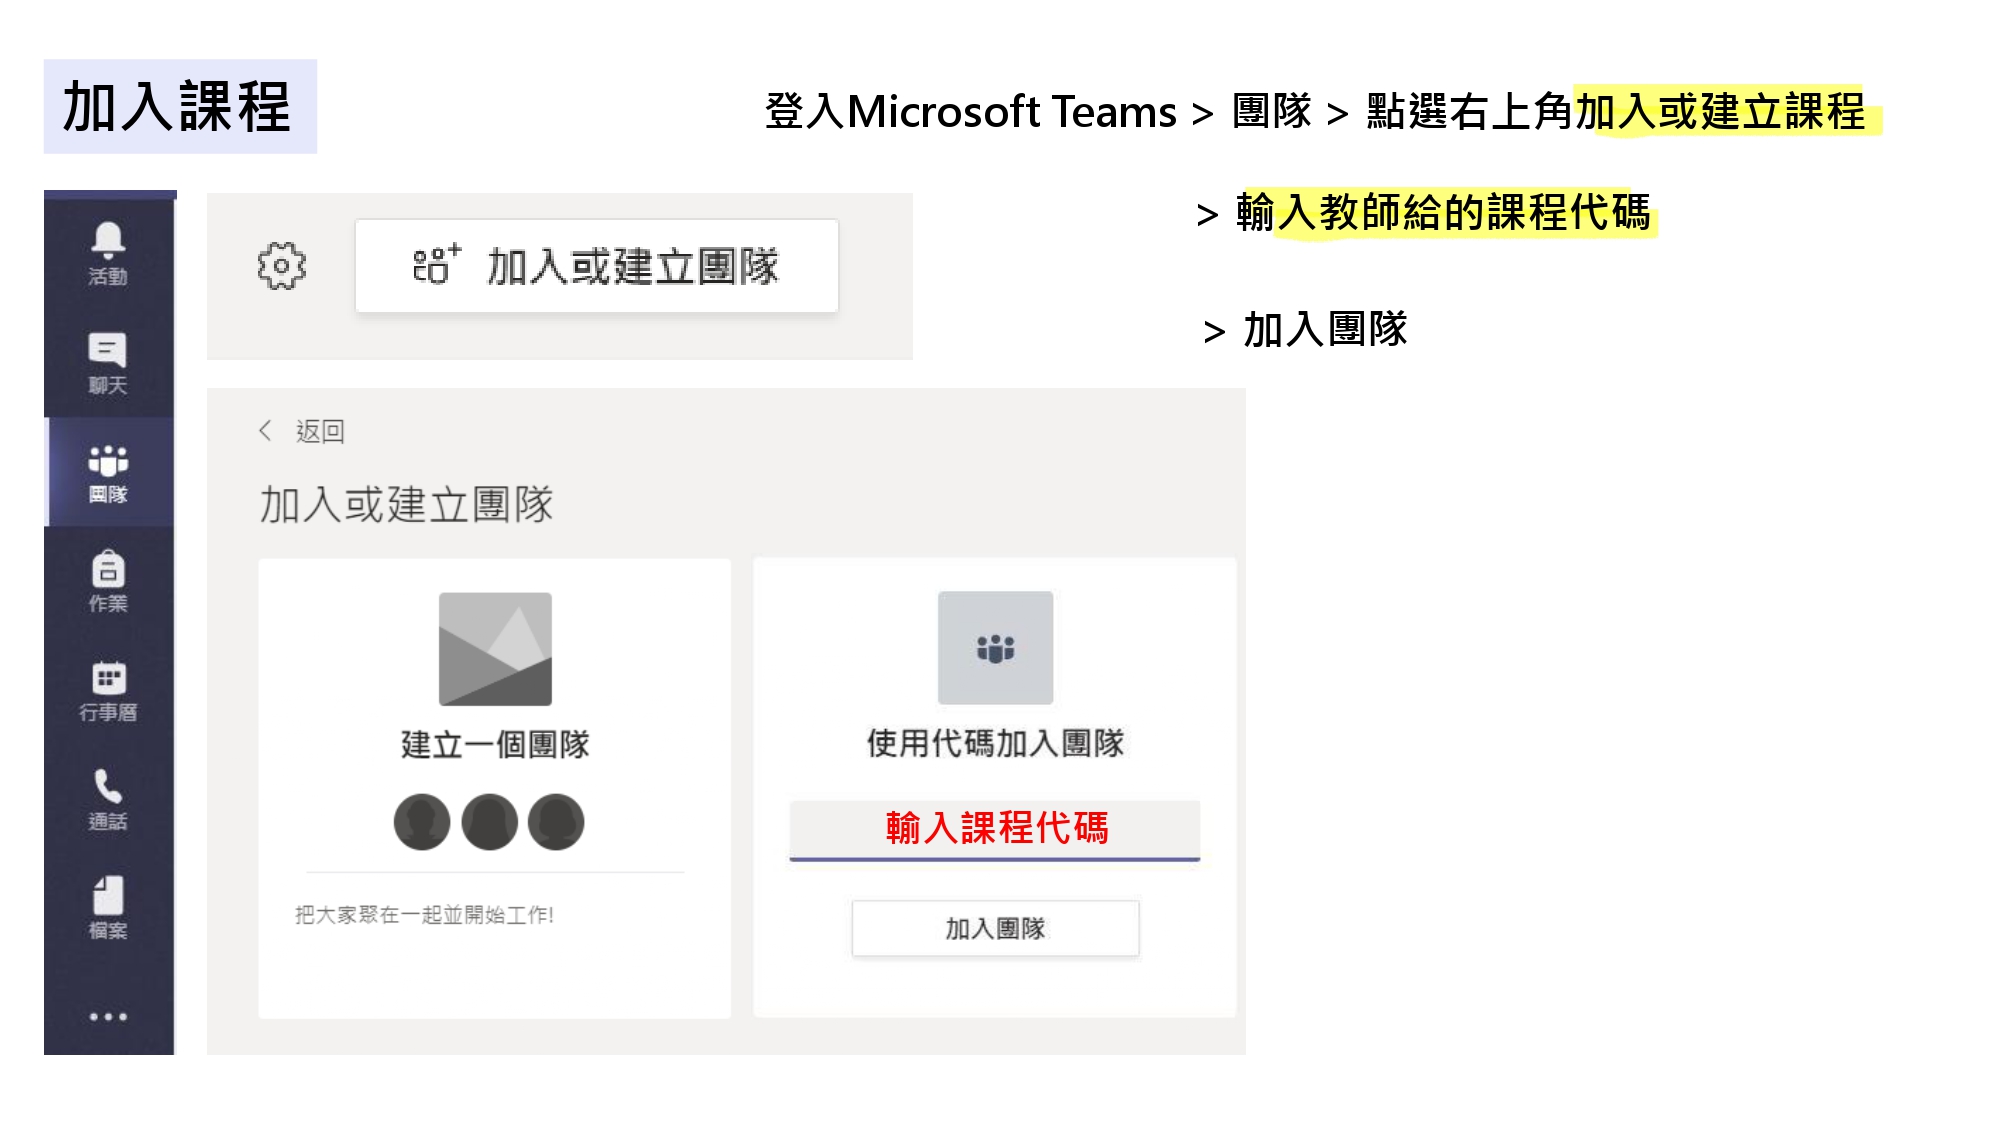 加入課程
登入Microsoft Teams > 團隊 > 點選右上角加入或建立課程
> 輸入教師給的課程代碼
> 加入團隊
活動
聊天
團隊
作業
行事曆
通話
檔案
加入或建立團隊
返回
加入或建立團隊
建立一個團隊
把大家聚在一起並開始工作!
使用代碼加入團隊
輸入課程代碼
加入團隊